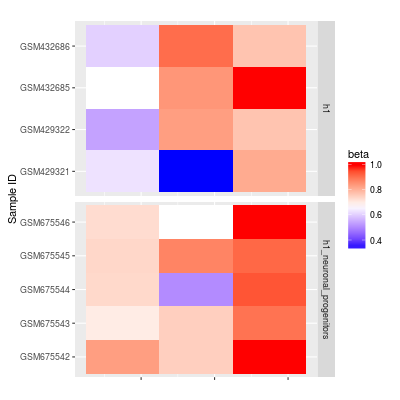 GSM432686
GSM432685
GSM429322
GSM429321
h1
GSM675546
GSM675545
GSM675544
GSM675543
GSM675542
h1_neuronal_progenitors
Sample ID
beta
1.0
0.8
0.6
0.4